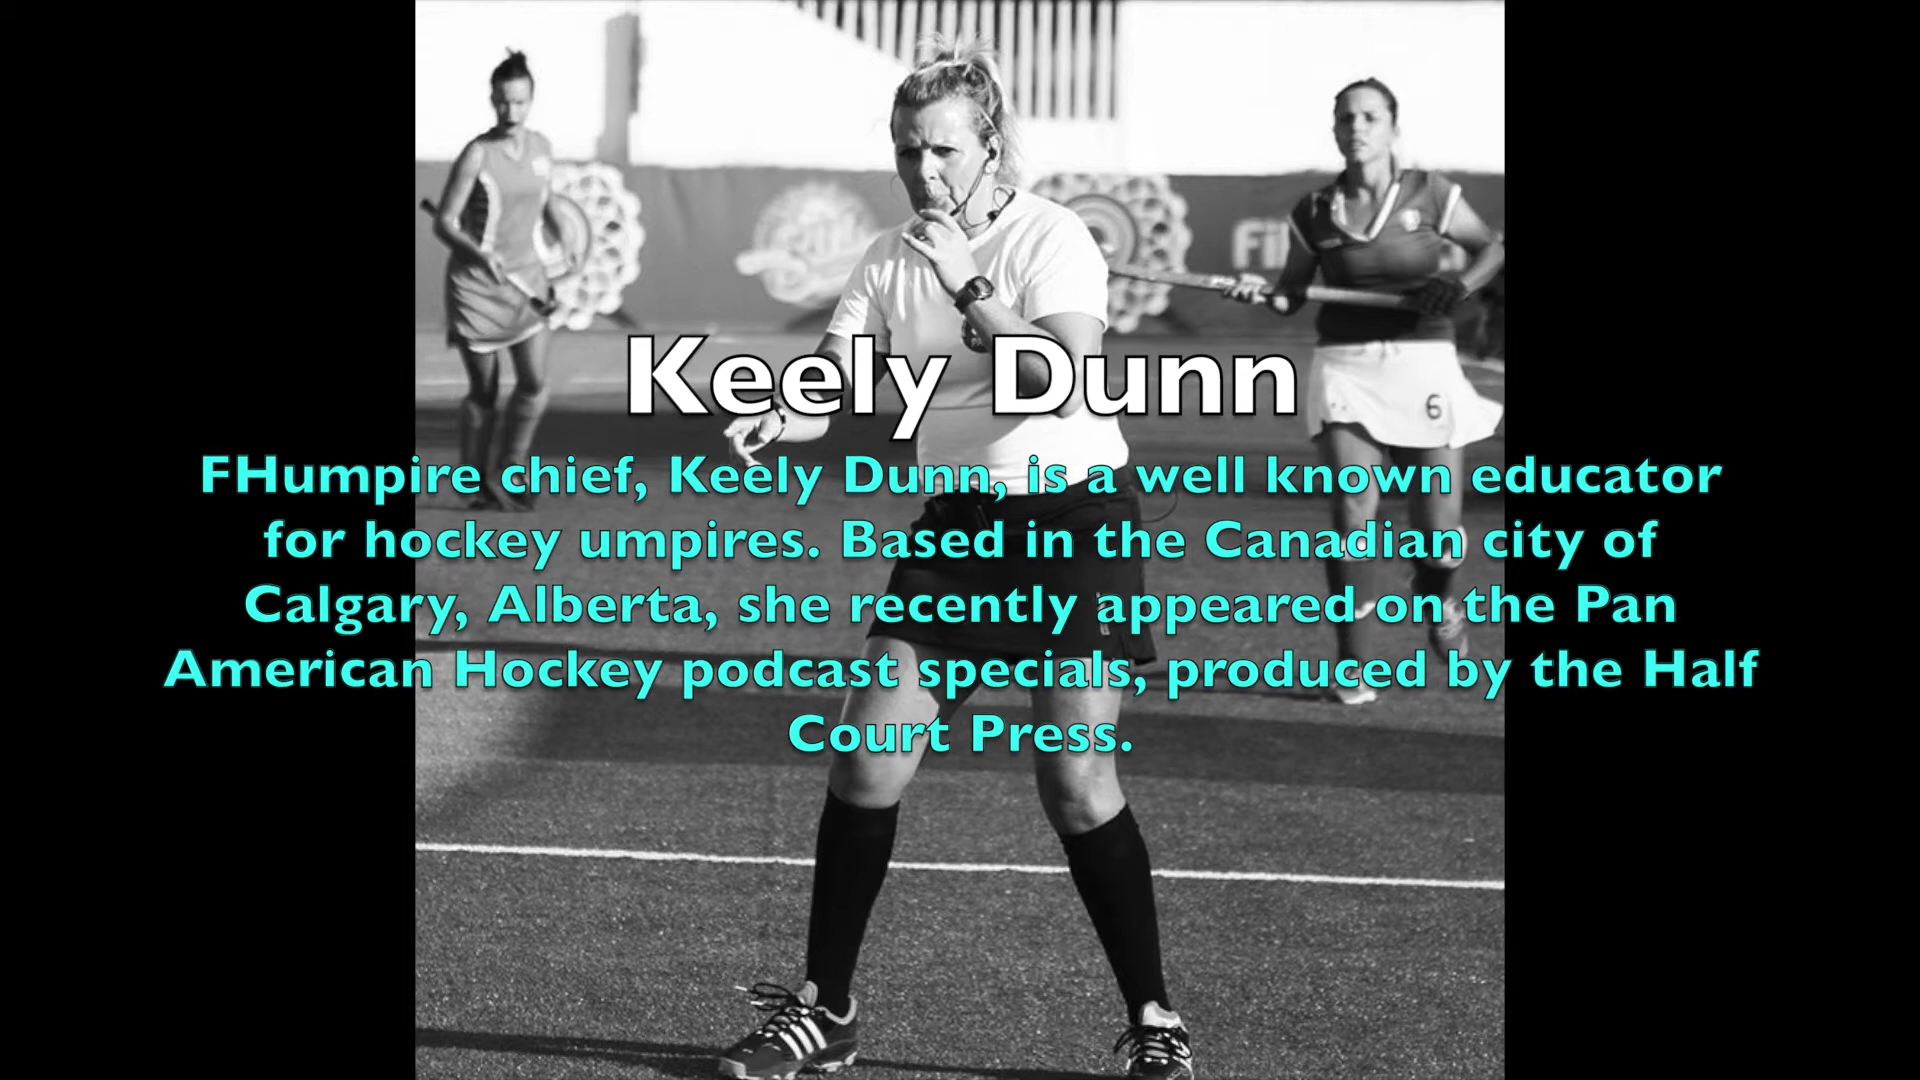 Keely Dunn
FHumpire chief, Keely Dunn, is a well known educator
for hockey umpires. Based in the Canadian city of
Calgary, Alberta, she recently appeared on the Pan
American Hockey podcast specials, produced by the Half
Court Press.
6